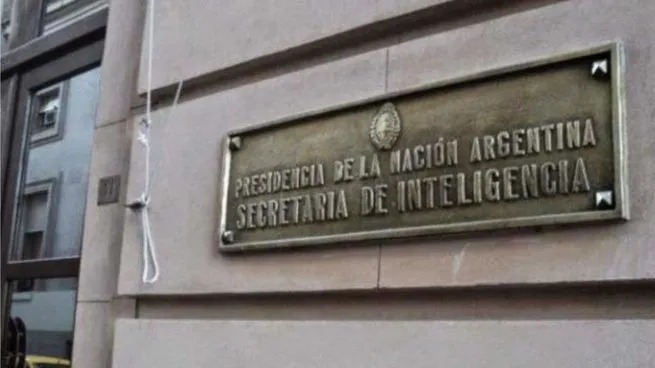 PRESIDENCIA DE LA NACIÓN ARGENTINA
SECRETARIA DE INTELIGENCIA